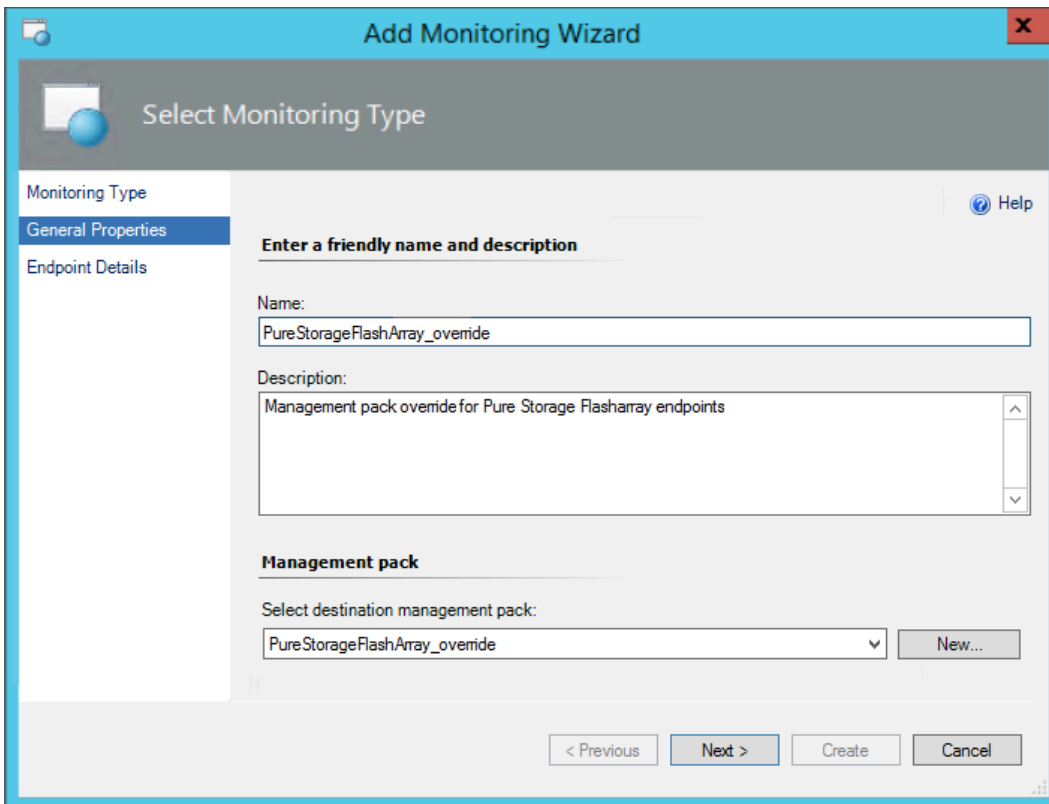 Add Monitoring Wizard
x
Select Monitoring Type
Monitoring Type
General Properties
Endpoint Details
Help
Enter a friendly name and description
Name:
PureStorageFlashArray_override
Description:
Management pack override for Pure Storage Flasharray endpoints
Management pack
Select destination management pack:
PureStorageFlashArray_override
New...
< Previous
Next >
Create
Cancel